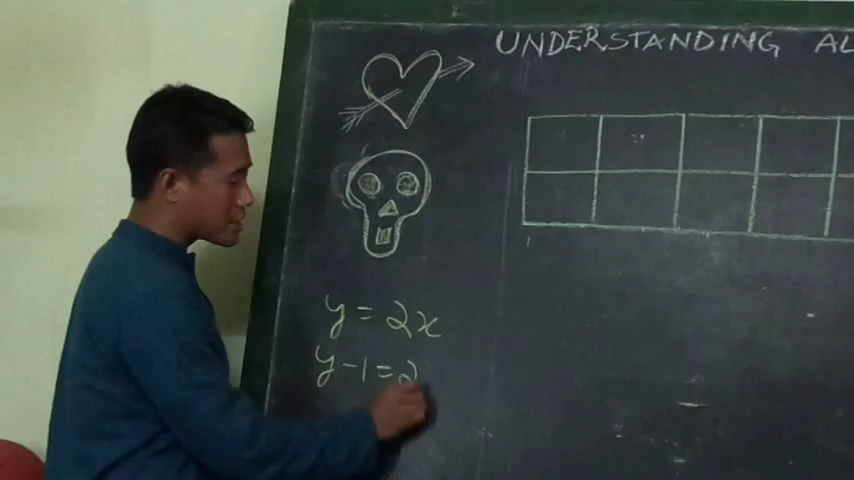 UNDERSTANDING AL
y = 2x
y - 1 = 2